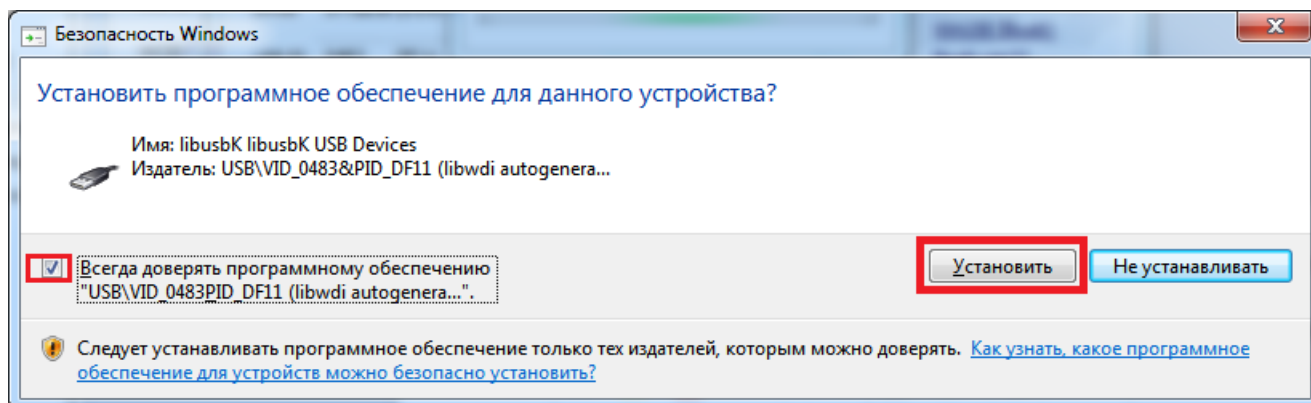 Безопасность Windows
Установить программное обеспечение для данного устройства?
Имя: libusbK libusbK USB Devices
Издатель: USB\VID_0483&PID_DF11 (libwdi autogenera...
Всегда доверять программному обеспечению
"USB\VID_0483PID_DF11 (libwdi autogenera...".
Установить
Не устанавливать
Следует устанавливать программное обеспечение только тех издателей, которым можно доверять. Как узнать, какое программное
обеспечение для устройств можно безопасно установить?